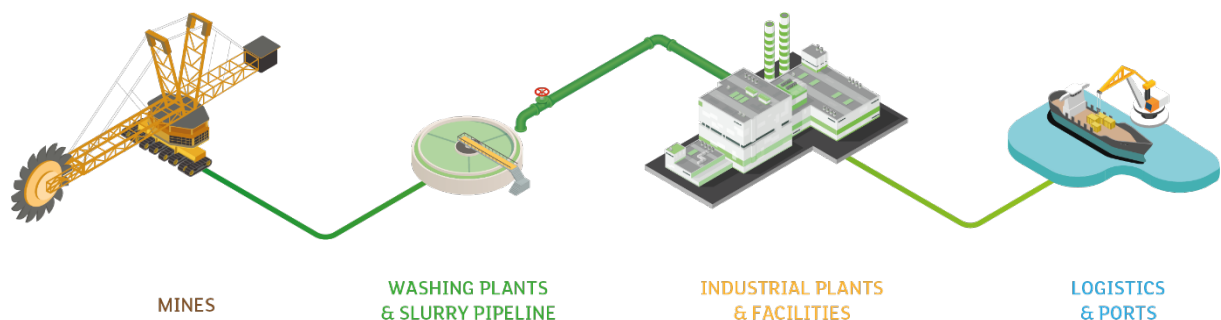 MINES
WASHING PLANTS
& SLURRY PIPELINE
INDUSTRIAL PLANTS
& FACILITIES
LOGISTICS
& PORTS